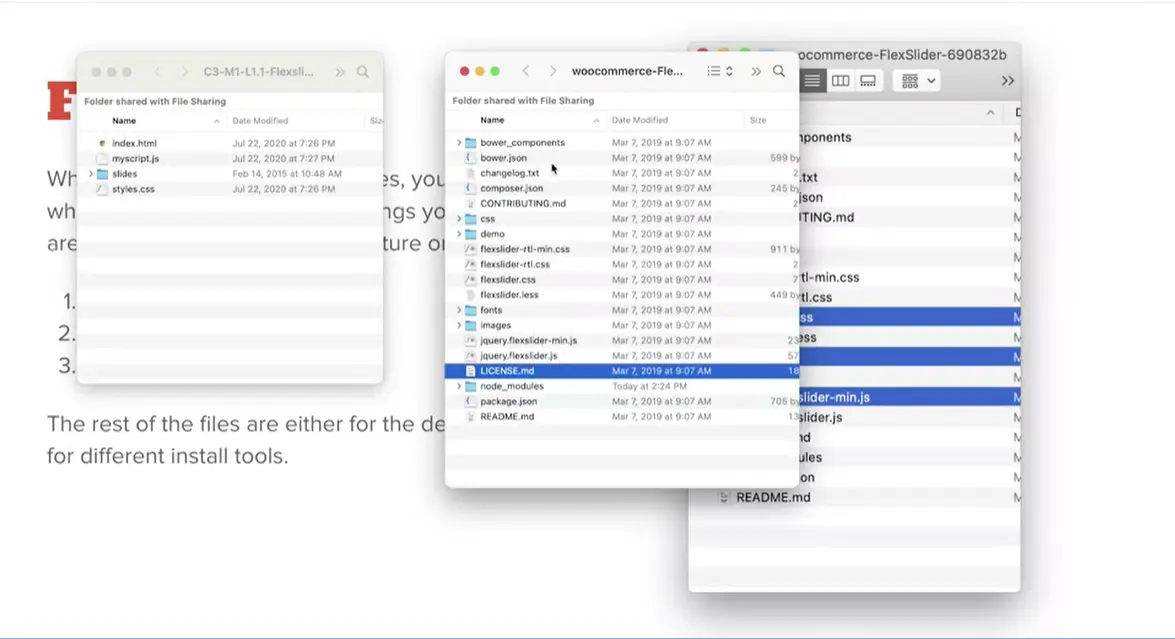 C3-M1-L1.1-Flexsli...
Folder shared with File Sharing
Name Date Modified Siz
index.html Jul 22, 2020 at 7:26 PM
myscript.js Jul 22, 2020 at 7:27 PM
slides Feb 14, 2015 at 10:48 AM
styles.css Jul 22, 2020 at 7:26 PM
woocommerce-Fle...
Folder shared with File Sharing
Name Date Modified Size
bower_components Mar 7, 2019 at 9:07 AM
bower.json Mar 7, 2019 at 9:07 AM 599 by
changelog.txt Mar 7, 2019 at 9:07 AM 2
composer.json Mar 7, 2019 at 9:07 AM 245 by
CONTRIBUTING.md Mar 7, 2019 at 9:07 AM 2
css Mar 7, 2019 at 9:07 AM
demo Mar 7, 2019 at 9:07 AM
flexslider-rtl-min.css Mar 7, 2019 at 9:07 AM 911 by
flexslider-rtl.css Mar 7, 2019 at 9:07 AM 2
flexslider.css Mar 7, 2019 at 9:07 AM 7
flexslider.less Mar 7, 2019 at 9:07 AM 449 by
fonts Mar 7, 2019 at 9:07 AM
images Mar 7, 2019 at 9:07 AM
jquery.flexslider-min.js Mar 7, 2019 at 9:07 AM 23
jquery.flexslider.js Mar 7, 2019 at 9:07 AM 57
LICENSE.md Mar 7, 2019 at 9:07 AM 18
node_modules Today at 2:24 PM
package.json Mar 7, 2019 at 9:07 AM 705 by
README.md Mar 7, 2019 at 9:07 AM 13
ocommerce-FlexSlider-690832b
ponents
.txt
json
UTING.md
rtl-min.css
rtl.css
ss
ess
slider-min.js
slider.js
nd
ules
on
README.md
F
Wh es, you
wh ngs yo
are ture or
1.
2.
3.
The rest of the files are either for the de
for different install tools.